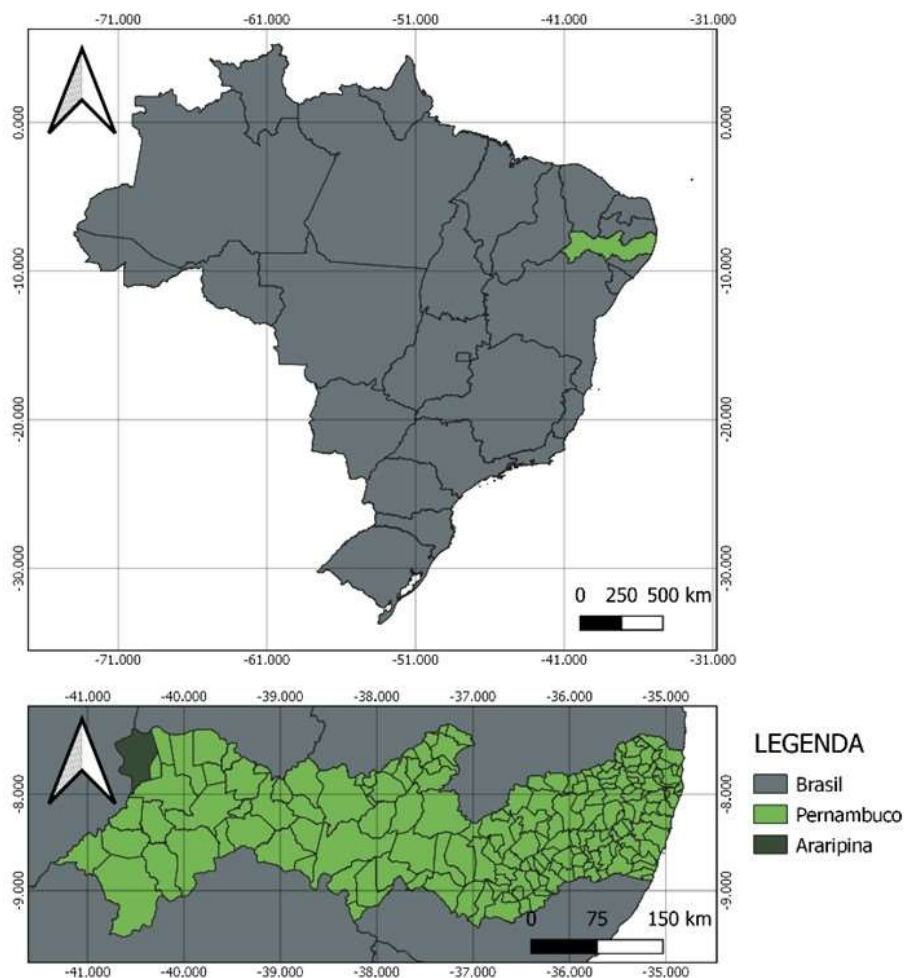 -71.000 -61.000 -51.000 -41.000 -31.000
0.000 0.000
-10.000 -10.000
-20.000 -20.000
-30.000 -30.000
0 250 500 km
-71.000 -61.000 -51.000 -41.000 -31.000
-41.000 -40.000 -39.000 -38.000 -37.000 -36.000 -35.000
-8.000 -8.000
-9.000 -9.000
0 75 150 km
-41.000 -40.000 -39.000 -38.000 -37.000 -36.000 -35.000
LEGENDA
Brasil
Pernambuco
Araripina